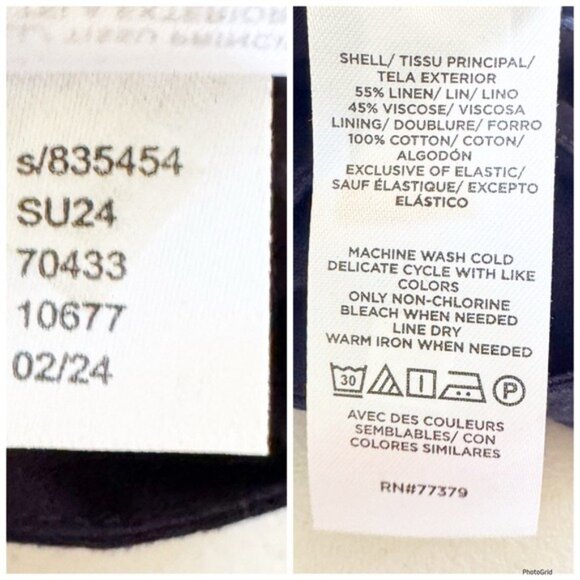 s/835454
SU24
70433
10677
02/24
SHELL/ TISSU PRINCIPAL/
TELA EXTERIOR
55% LINEN/ LIN/ LINO
45% VISCOSE/ VISCOSA
LINING/ DOUBLURE/ FORRO
100% COTTON/ COTON/
ALGODÓN
EXCLUSIVE OF ELASTIC/
SAUF ÉLASTIQUE/ EXCEPTO
ELÁSTICO
MACHINE WASH COLD
DELICATE CYCLE WITH LIKE
COLORS
ONLY NON-CHLORINE
BLEACH WHEN NEEDED
LINE DRY
WARM IRON WHEN NEEDED
30 P
AVEC DES COULEURS
SEMBLABLES/ CON
COLORES SIMILARES
RN#77379
PhotoGrid